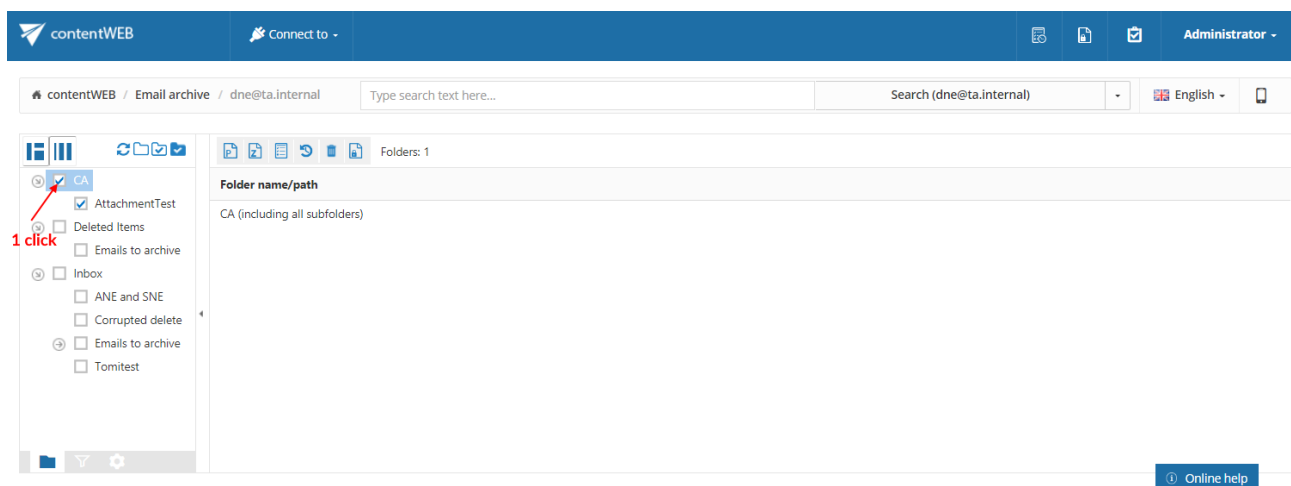 contentWEB Connect to Administrator
contentWEB / Email archive / dne@ta.internal Type search text here... Search (dne@ta.internal) English
Folders: 1
CA
Folder name/path
AttachmentTest
CA (including all subfolders)
Deleted Items
1 click
Emails to archive
Inbox
ANE and SNE
Corrupted delete
Emails to archive
Tomitest
Online help